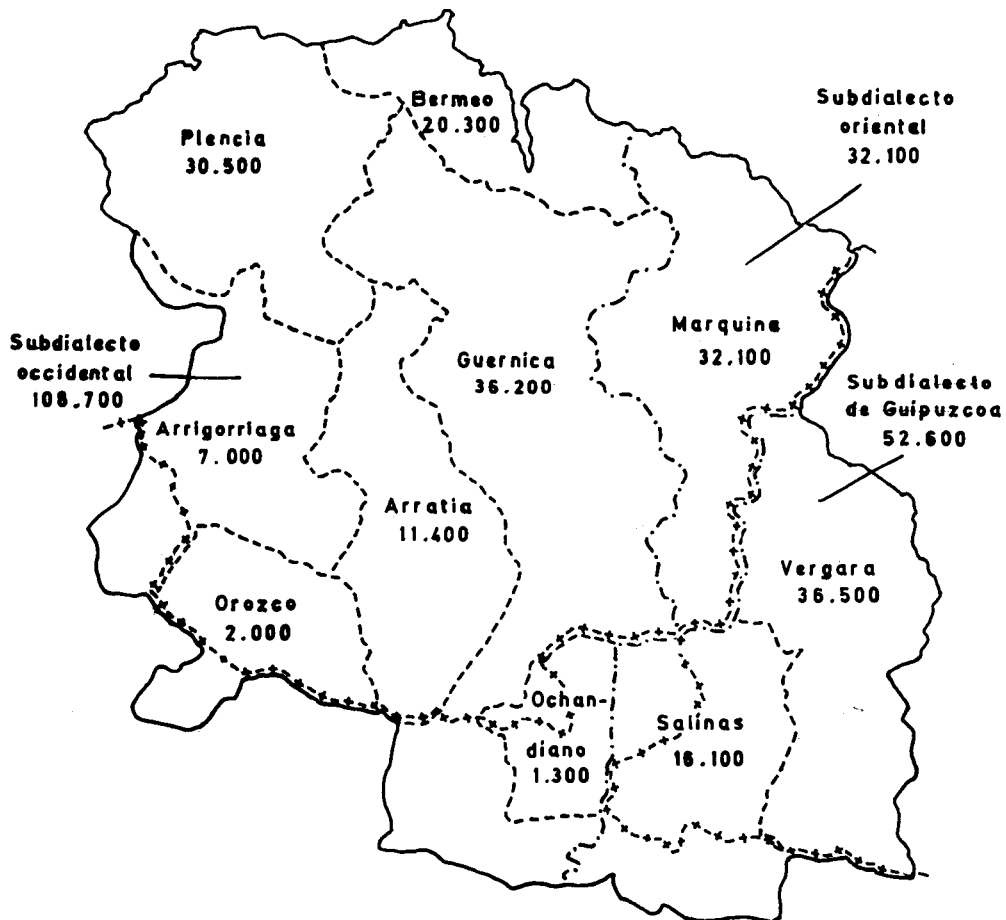 Bermeo
20.300
Plencia
30.500
Subdialecto
oriental
32.100
Marquina
32.100
Guernica
36.200
Subdialecto
occidental
108.700
Subdialecto
de Guipuzcoa
52.600
Arrigorriaga
7.000
Arratia
11.400
Vergara
36.500
Orozco
2.000
Ochan-
diano
1.300
Salinas
16.100